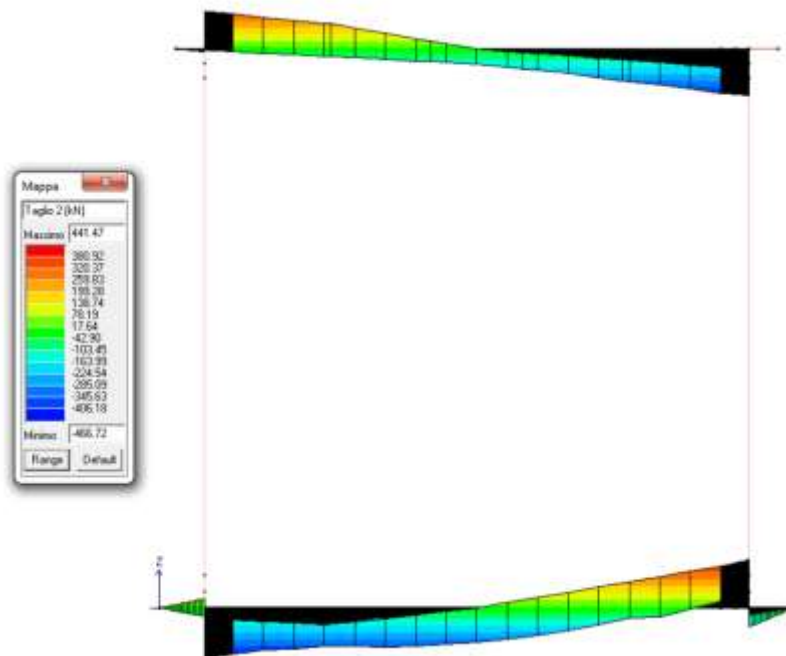 Mappa
Taglio 2 [kN]
Massimo 441.47
380.92
320.37
259.83
199.28
138.74
78.19
17.64
-42.90
-103.45
-163.99
-224.54
-285.09
-345.63
-406.18
Minimo -466.72
Range Default